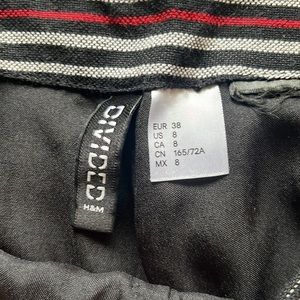 DIVIDED
H&M
EUR 38
US 8
CA 8
CN 165/72A
MX 8